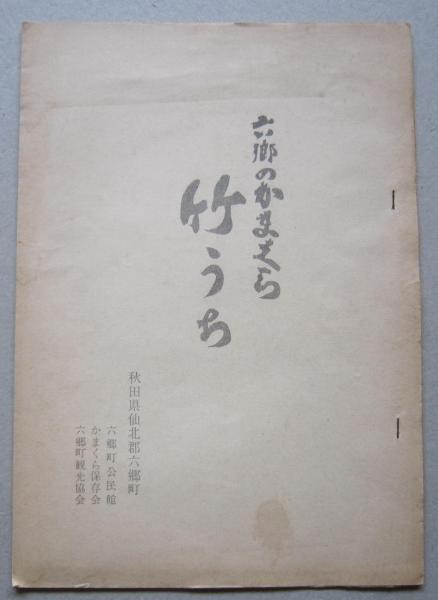 六郷のかまくら
竹うち
秋田県仙北郡六郷町
六郷町公民館
かまくら保存会
六郷町観光協会